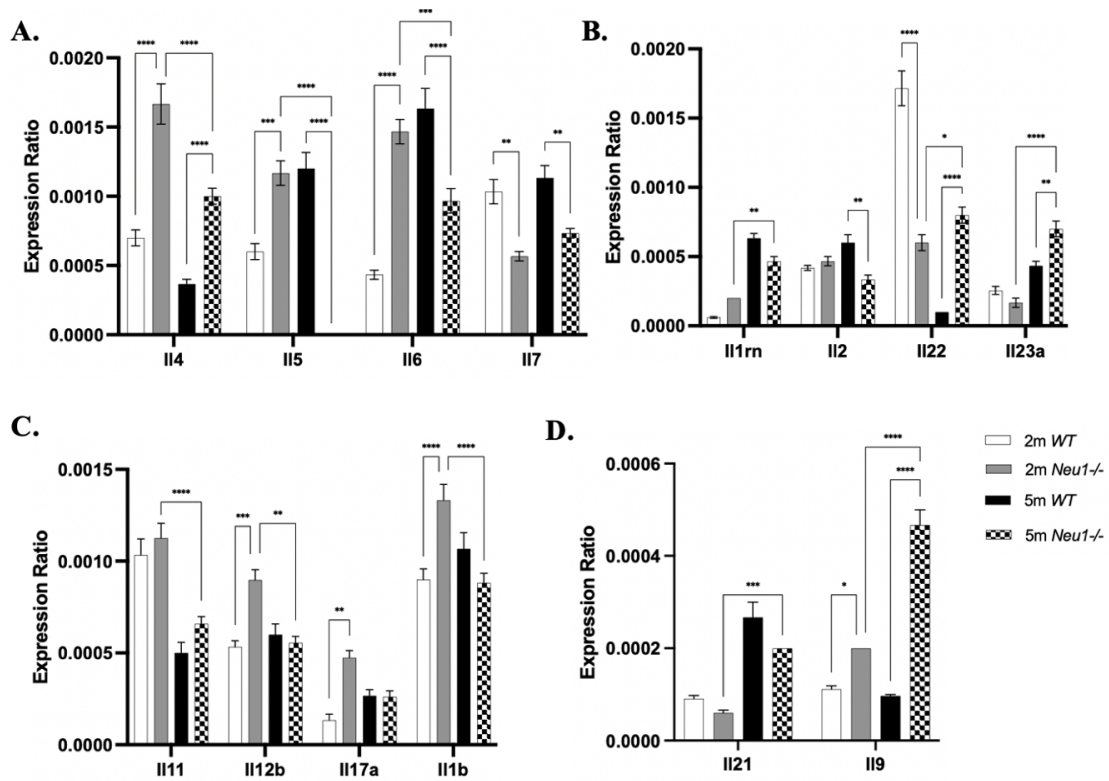 A.
**** **** **** *** **** **** **** *** **** ** **
Expression Ratio
0.0020
0.0015
0.0010
0.0005
0.0000
Il4 Il5 Il6 Il7
B.
** ** **** * **** **** **
Expression Ratio
0.0020
0.0015
0.0010
0.0005
0.0000
Il1rn Il2 Il22 Il23a
C.
**** *** ** ** **** ****
Expression Ratio
0.0015
0.0010
0.0005
0.0000
Il11 Il12b Il17a Il1b
D.
*** * **** ****
Expression Ratio
0.0006
0.0004
0.0002
0.0000
Il21 Il9
2m WT
2m Neu1-/-
5m WT
5m Neu1-/-